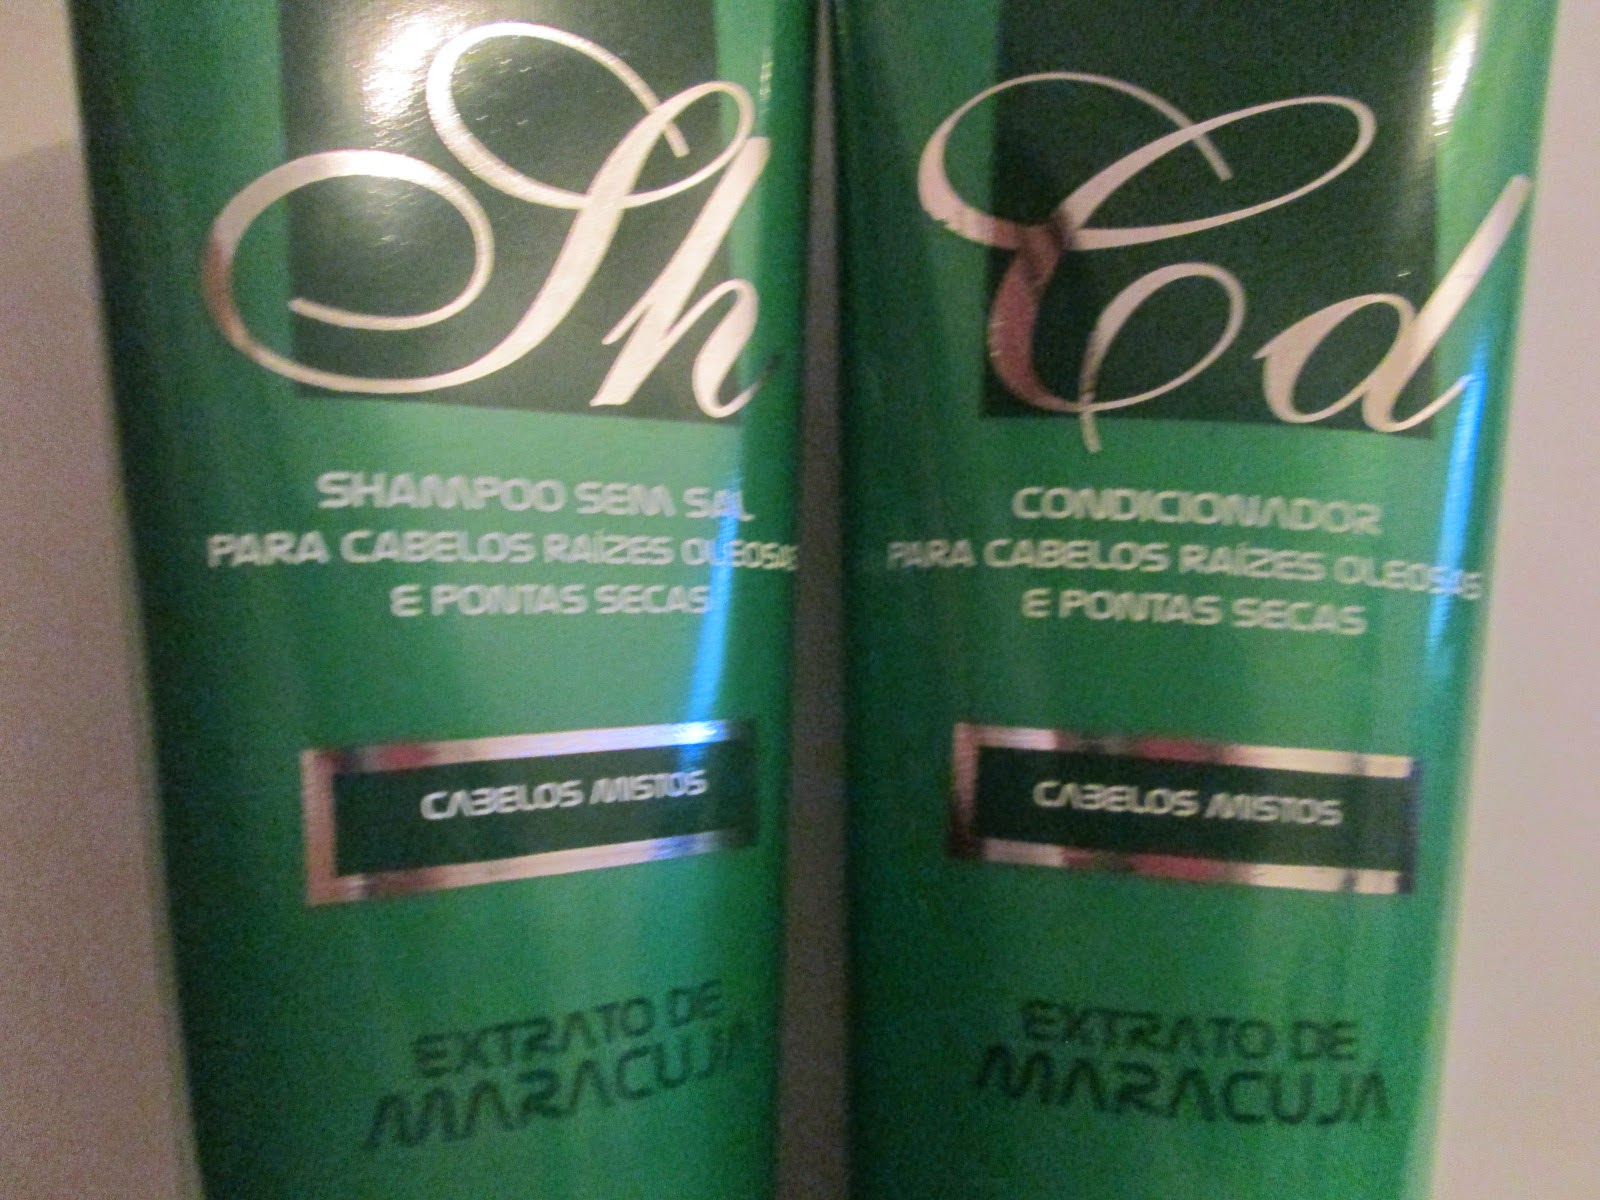 Sh
SHAMPOO SEM SAL
PARA CABELOS RAÍZES OLEOSAS
E PONTAS SECAS
CABELOS MISTOS
EXTRATO DE
MARACUJA
Cd
CONDICIONADOR
PARA CABELOS RAÍZES OLEOSAS
E PONTAS SECAS
CABELOS MISTOS
EXTRATO DE
MARACUJA